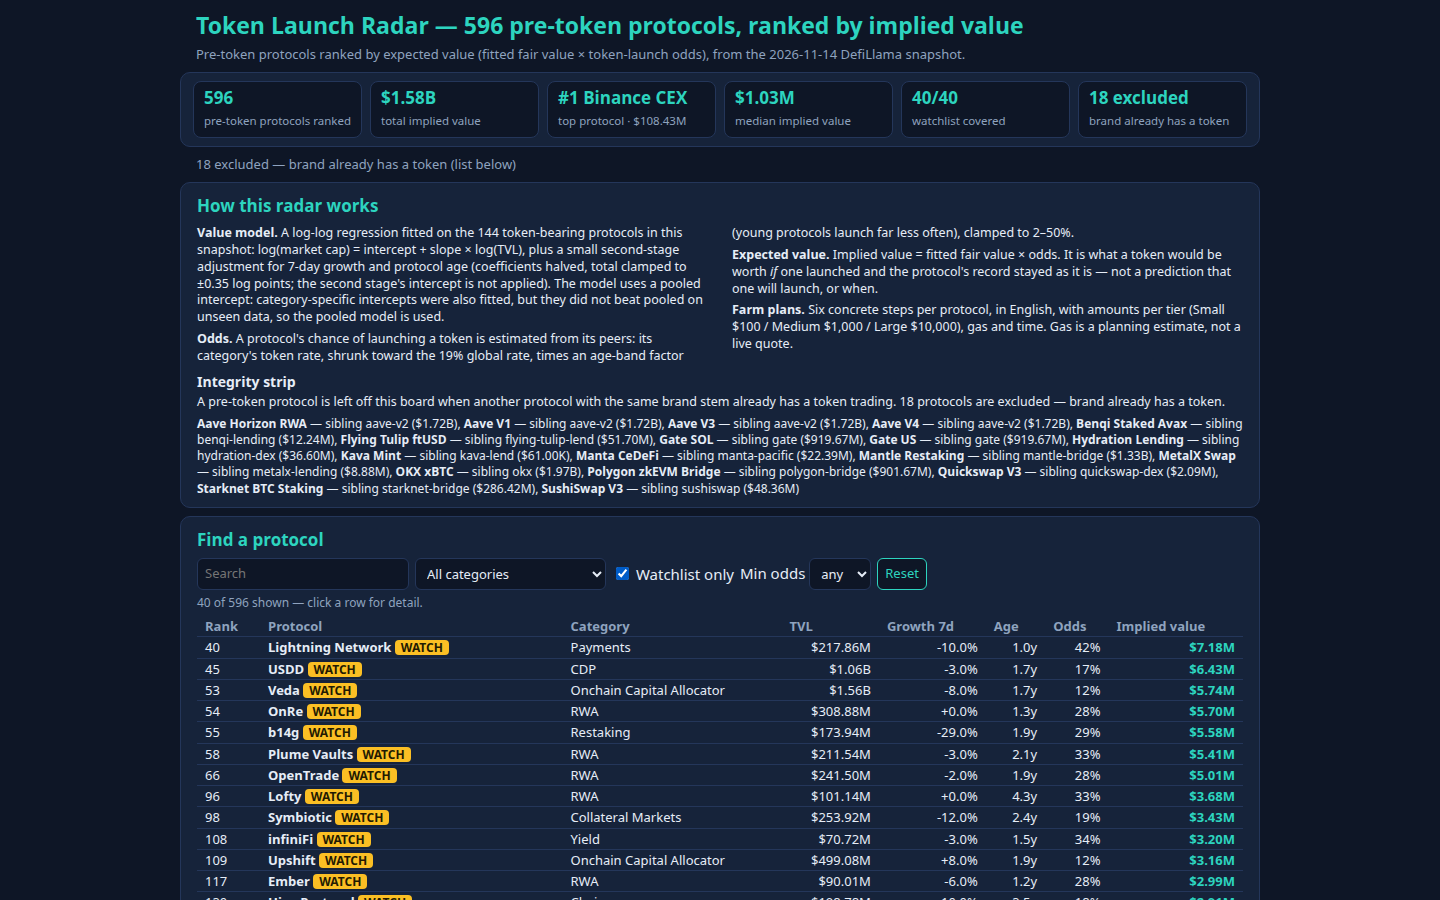 Token Launch Radar — 596 pre-token protocols, ranked by implied value
Pre-token protocols ranked by expected value (fitted fair value × token-launch odds), from the 2026-11-14 DefiLlama snapshot.
596
pre-token protocols ranked
$1.58B
total implied value
#1 Binance CEX
top protocol · $108.43M
$1.03M
median implied value
40/40
watchlist covered
18 excluded
brand already has a token
18 excluded — brand already has a token (list below)
How this radar works
Value model. A log-log regression fitted on the 144 token-bearing protocols in this
snapshot: log(market cap) = intercept + slope × log(TVL), plus a small second-stage
adjustment for 7-day growth and protocol age (coefficients halved, total clamped to
±0.35 log points; the second stage's intercept is not applied). The model uses a pooled
intercept: category-specific intercepts were also fitted, but they did not beat pooled on
unseen data, so the pooled model is used.
Odds. A protocol's chance of launching a token is estimated from its peers: its
category's token rate, shrunk toward the 19% global rate, times an age-band factor
(young protocols launch far less often), clamped to 2–50%.
Expected value. Implied value = fitted fair value × odds. It is what a token would be
worth if one launched and the protocol's record stayed as it is — not a prediction that
one will launch, or when.
Farm plans. Six concrete steps per protocol, in English, with amounts per tier (Small
$100 / Medium $1,000 / Large $10,000), gas and time. Gas is a planning estimate, not a
live quote.
Integrity strip
A pre-token protocol is left off this board when another protocol with the same brand stem already has a token trading. 18 protocols are excluded — brand already has a token.
Aave Horizon RWA — sibling aave-v2 ($1.72B), Aave V1 — sibling aave-v2 ($1.72B), Aave V3 — sibling aave-v2 ($1.72B), Aave V4 — sibling aave-v2 ($1.72B), Benqi Staked Avax — sibling
benqi-lending ($12.24M), Flying Tulip ftUSD — sibling flying-tulip-lend ($51.70M), Gate SOL — sibling gate ($919.67M), Gate US — sibling gate ($919.67M), Hydration Lending — sibling
hydration-dex ($36.60M), Kava Mint — sibling kava-lend ($61.00K), Manta CeDeFi — sibling manta-pacific ($22.39M), Mantle Restaking — sibling mantle-bridge ($1.33B), MetalX Swap
— sibling metalx-lending ($8.88M), OKX xBTC — sibling okx ($1.97B), Polygon zkEVM Bridge — sibling polygon-bridge ($901.67M), Quickswap V3 — sibling quickswap-dex ($2.09M),
Starknet BTC Staking — sibling starknet-bridge ($286.42M), SushiSwap V3 — sibling sushiswap ($48.36M)
Find a protocol
Search All categories Watchlist only Min odds any Reset
40 of 596 shown — click a row for detail.
Rank Protocol Category TVL Growth 7d Age Odds Implied value
40 Lightning Network WATCH Payments $217.86M -10.0% 1.0y 42% $7.18M
45 USDD WATCH CDP $1.06B -3.0% 1.7y 17% $6.43M
53 Veda WATCH Onchain Capital Allocator $1.56B -8.0% 1.7y 12% $5.74M
54 OnRe WATCH RWA $308.88M +0.0% 1.3y 28% $5.70M
55 b14g WATCH Restaking $173.94M -29.0% 1.9y 29% $5.58M
58 Plume Vaults WATCH RWA $211.54M -3.0% 2.1y 33% $5.41M
66 OpenTrade WATCH RWA $241.50M -2.0% 1.9y 28% $5.01M
96 Lofty WATCH RWA $101.14M +0.0% 4.3y 33% $3.68M
98 Symbiotic WATCH Collateral Markets $253.92M -12.0% 2.4y 19% $3.43M
108 infiniFi WATCH Yield $70.72M -3.0% 1.5y 34% $3.20M
109 Upshift WATCH Onchain Capital Allocator $499.08M +8.0% 1.9y 12% $3.16M
117 Ember WATCH RWA $90.01M -6.0% 1.2y 28% $2.99M